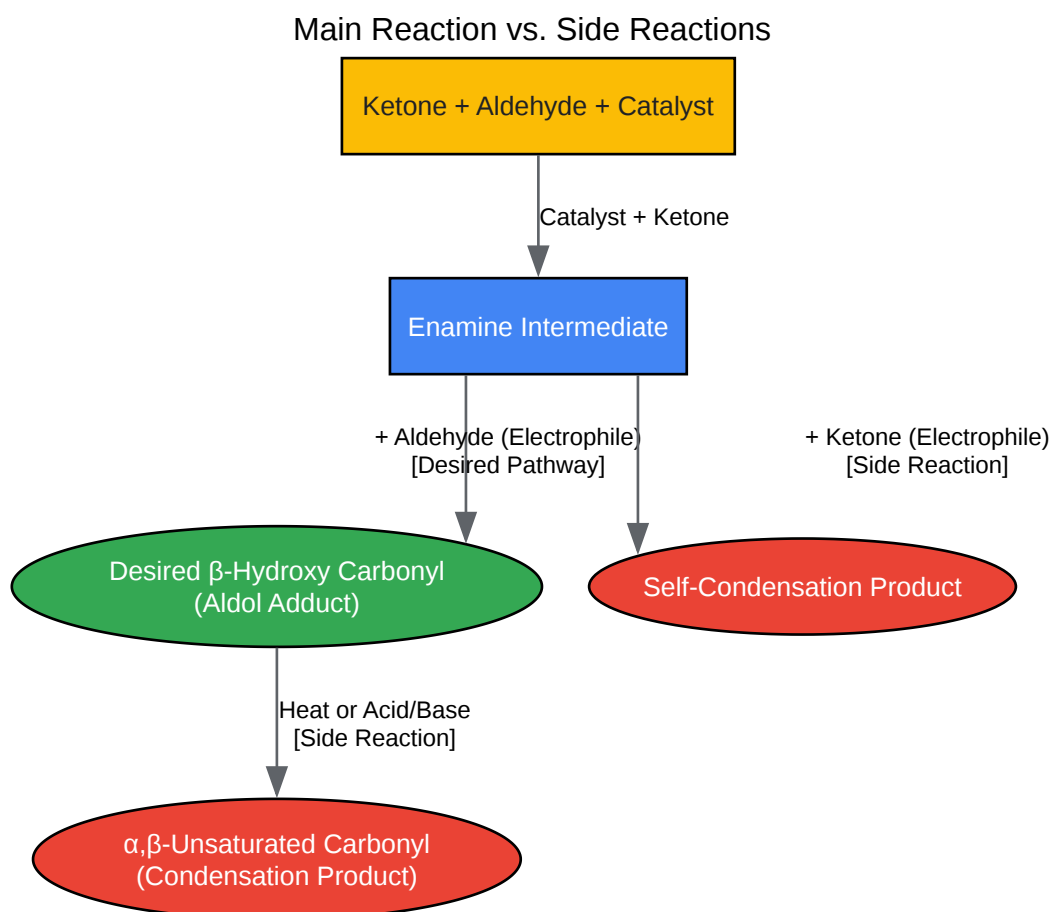 Main Reaction vs. Side Reactions
Ketone + Aldehyde + Catalyst
Catalyst + Ketone
Enamine Intermediate
+ Aldehyde (Electrophile)
[Desired Pathway]
+ Ketone (Electrophile)
[Side Reaction]
Desired β-Hydroxy Carbonyl
(Aldol Adduct)
Self-Condensation Product
Heat or Acid/Base
[Side Reaction]
α,β-Unsaturated Carbonyl
(Condensation Product)